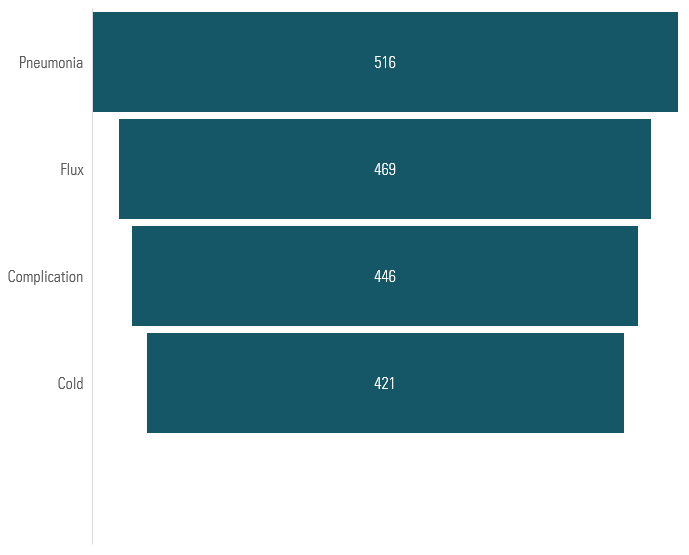 Pneumonia 516
Flux 469
Complication 446
Cold 421